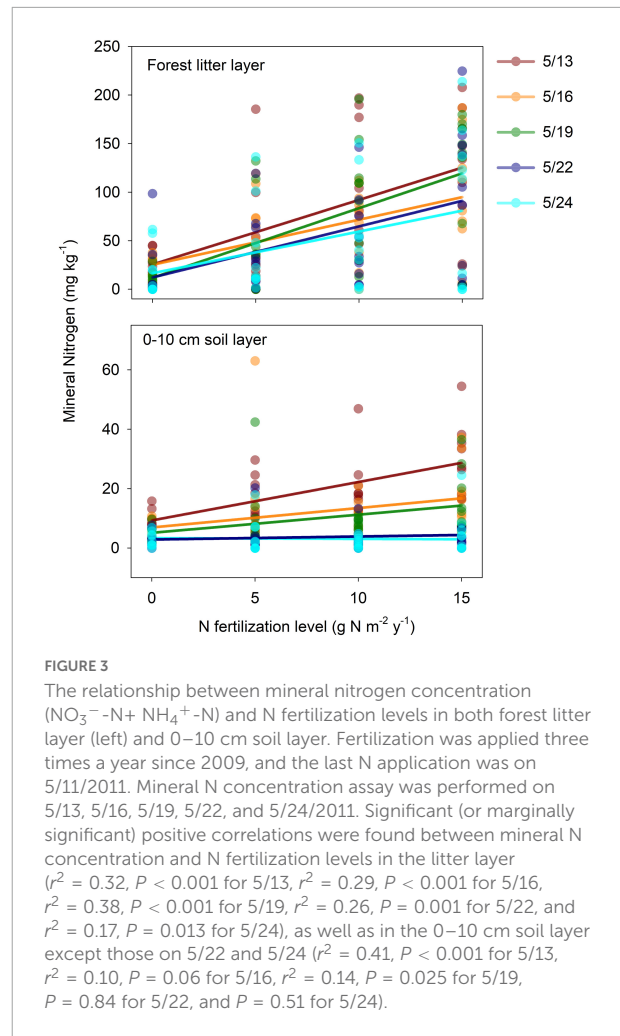 250
Forest litter layer
200
150
100
50
0
5/13
5/16
5/19
5/22
5/24
Mineral Nitrogen (mg kg⁻¹)
0-10 cm soil layer
60
40
20
0
0 5 10 15
N fertilization level (g N m⁻² y⁻¹)
FIGURE 3
The relationship between mineral nitrogen concentration
(NO₃⁻-N+ NH₄⁺-N) and N fertilization levels in both forest litter
layer (left) and 0–10 cm soil layer. Fertilization was applied three
times a year since 2009, and the last N application was on
5/11/2011. Mineral N concentration assay was performed on
5/13, 5/16, 5/19, 5/22, and 5/24/2011. Significant (or marginally
significant) positive correlations were found between mineral N
concentration and N fertilization levels in the litter layer
(r² = 0.32, P < 0.001 for 5/13, r² = 0.29, P < 0.001 for 5/16,
r² = 0.38, P < 0.001 for 5/19, r² = 0.26, P = 0.001 for 5/22, and
r² = 0.17, P = 0.013 for 5/24), as well as in the 0–10 cm soil layer
except those on 5/22 and 5/24 (r² = 0.41, P < 0.001 for 5/13,
r² = 0.10, P = 0.06 for 5/16, r² = 0.14, P = 0.025 for 5/19,
P = 0.84 for 5/22, and P = 0.51 for 5/24).